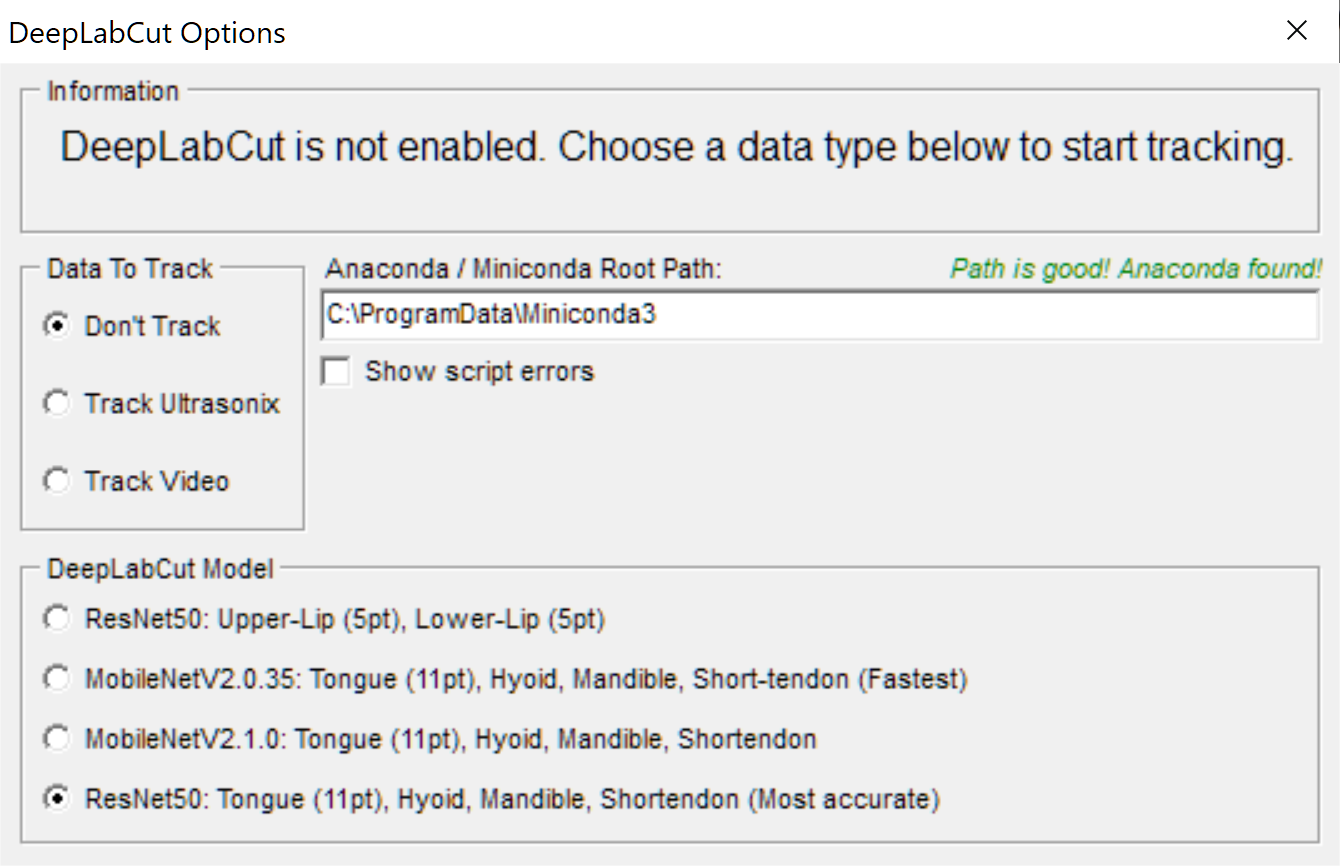 DeepLabCut Options
Information
DeepLabCut is not enabled. Choose a data type below to start tracking.
Data To Track
Anaconda / Miniconda Root Path:
Path is good! Anaconda found!
Don't Track
C:\ProgramData\Miniconda3
Show script errors
Track Ultrasonix
Track Video
DeepLabCut Model
ResNet50: Upper-Lip (5pt), Lower-Lip (5pt)
MobileNetV2.0.35: Tongue (11pt), Hyoid, Mandible, Short-tendon (Fastest)
MobileNetV2.1.0: Tongue (11pt), Hyoid, Mandible, Shortendon
ResNet50: Tongue (11pt), Hyoid, Mandible, Shortendon (Most accurate)